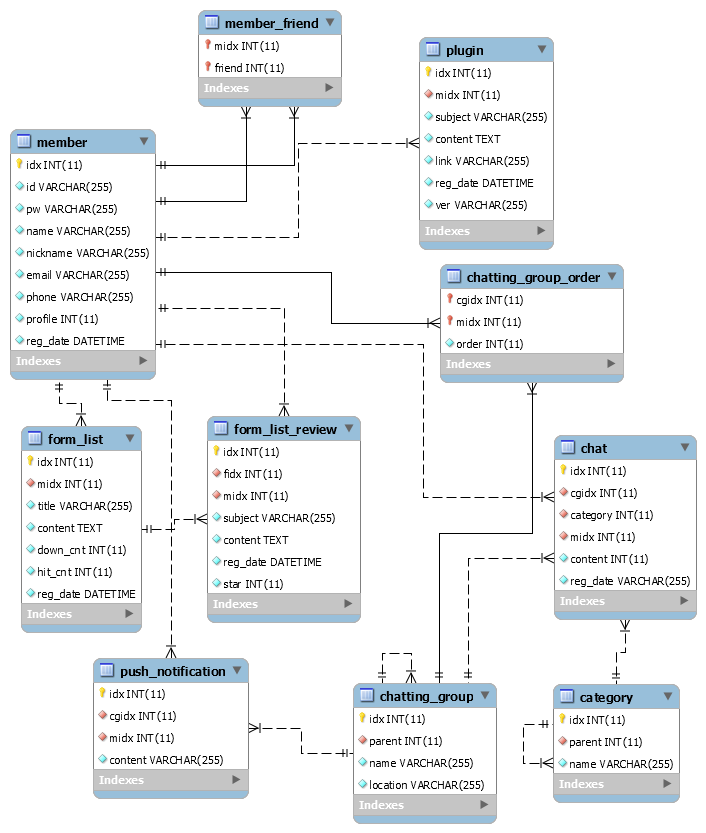 member_friend
midx INT(11)
friend INT(11)
Indexes
plugin
idx INT(11)
midx INT(11)
subject VARCHAR(255)
content TEXT
link VARCHAR(255)
reg_date DATETIME
ver VARCHAR(255)
Indexes
member
idx INT(11)
id VARCHAR(255)
pw VARCHAR(255)
name VARCHAR(255)
nickname VARCHAR(255)
email VARCHAR(255)
phone VARCHAR(255)
profile INT(11)
reg_date DATETIME
Indexes
chatting_group_order
cgidx INT(11)
midx INT(11)
order INT(11)
Indexes
form_list
idx INT(11)
midx INT(11)
title VARCHAR(255)
content TEXT
down_cnt INT(11)
hit_cnt INT(11)
reg_date DATETIME
Indexes
form_list_review
idx INT(11)
fidx INT(11)
midx INT(11)
subject VARCHAR(255)
content TEXT
reg_date DATETIME
star INT(11)
Indexes
chat
idx INT(11)
cgidx INT(11)
category INT(11)
midx INT(11)
content INT(11)
reg_date VARCHAR(255)
Indexes
push_notification
idx INT(11)
cgidx INT(11)
midx INT(11)
content VARCHAR(255)
Indexes
chatting_group
idx INT(11)
parent INT(11)
name VARCHAR(255)
location VARCHAR(255)
Indexes
category
idx INT(11)
parent INT(11)
name VARCHAR(255)
Indexes